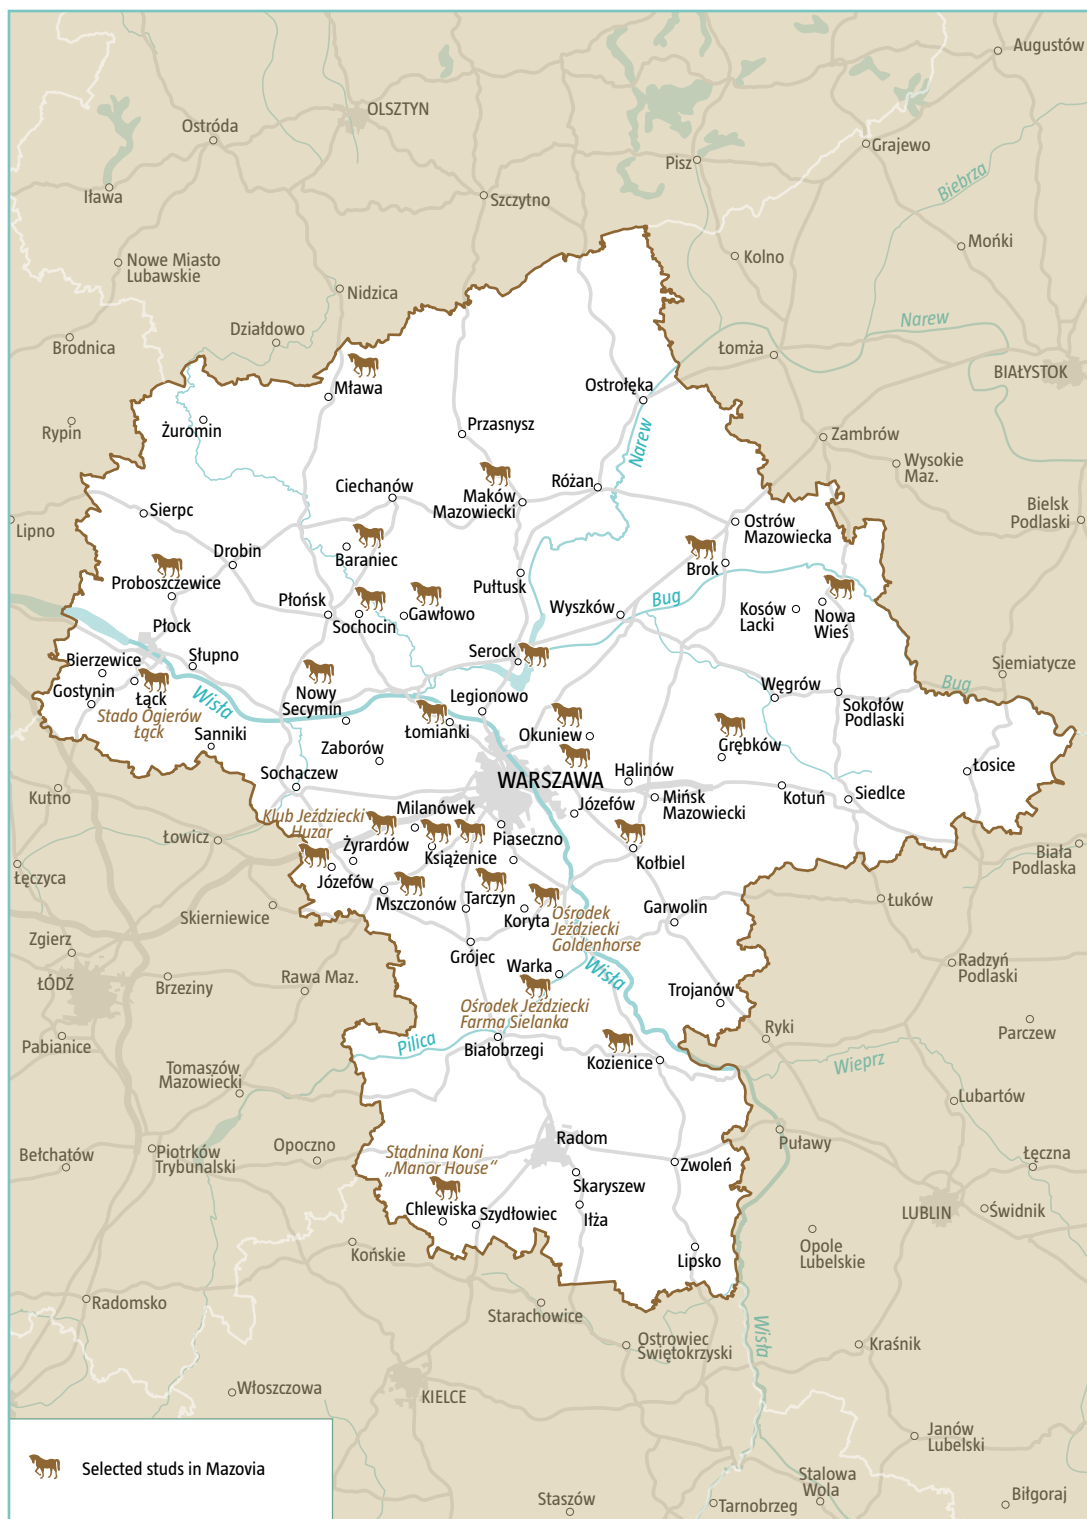 Augustów
OLSZTYN
Ostróda
Grajewo
Pisz
Biebrza
Iława
Szczytno
Mońki
Kolno
Nowe Miasto
Lubawskie
Nidzica
Narew
Działdowo
Brodnica
Łomża
BIAŁYSTOK
Mława
Ostrołęka
Rypin
Żuromin
Przasnysz
Narew
Zambrów
Wysokie
Maz.
Ciechanów
Różan
Maków
Mazowiecki
Sierpc
Lipno
Bielsk
Podlaski
Ostrów
Mazowiecka
Drobin
Baraniec
Brok
Proboszczewice
Pułtusk
Płońsk
Sochocin
Gawłowo
Wyszków
Bug
Kosów
Lacki
Nowa
Wieś
Płock
Bierzewice
Słupno
Serock
Siemiatycze
Gostynin
Łąck
Stado Ogierów
Łąck
Wisła
Nowy
Secymin
Legionowo
Węgrów
Bug
Sokołów
Podlaski
Łomianki
Okuniew
Sanniki
Zaborów
Grębków
WARSZAWA
Halinów
Łosice
Sochaczew
Kutno
Mińsk
Mazowiecki
Kotuń
Siedlce
Milanówek
Józefów
Klub Jeździecki
Huzar
Łowicz
Żyrardów
Piaseczno
Książenice
Kołbiel
Biała
Podlaska
Łęczyca
Józefów
Mszczonów
Tarczyn
Łuków
Skierniewice
Koryta
Ośrodek
Jeździecki
Goldenhorse
Garwolin
Zgierz
Grójec
Radzyń
Podlaski
ŁÓDŹ
Brzeziny
Rawa Maz.
Warka
Wisła
Trojanów
Ośrodek Jeździecki
Farma Sielanka
Ryki
Parczew
Pabianice
Pilica
Białobrzegi
Kozienice
Wieprz
Tomaszów
Mazowiecki
Lubartów
Bełchatów
Piotrków
Trybunalski
Opoczno
Stadnina Koni
„Manor House“
Radom
Puławy
Zwoleń
Łęczna
Skaryszew
Chlewiska
Szydłowiec
Iłża
LUBLIN
Świdnik
Końskie
Lipsko
Opole
Lubelskie
Radomsko
Starachowice
Ostrowiec
Świętokrzyski
Wisła
Kraśnik
Włoszczowa
KIELCE
Janów
Lubelski
Selected studs in Mazovia
Stalowa
Wola
Staszów
Tarnobrzeg
Biłgoraj